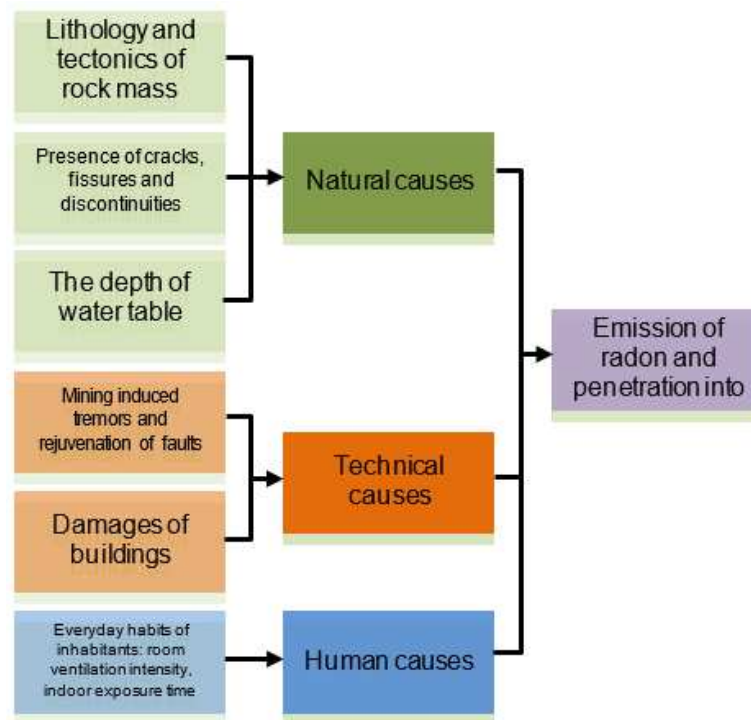 Lithology and
tectonics of
rock mass
Presence of cracks,
fissures and
discontinuities
The depth of
water table
Mining induced
tremors and
rejuvenation of faults
Damages of
buildings
Everyday habits of
inhabitants: room
ventilation intensity,
indoor exposure time
Natural causes
Technical
causes
Human causes
Emission of
radon and
penetration into